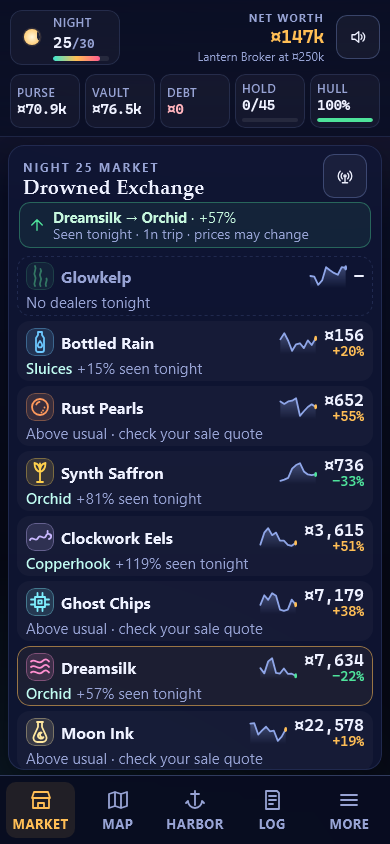 NIGHT
25/30
NET WORTH
¤147k
Lantern Broker at ¤250k
PURSE
¤70.9k
VAULT
¤76.5k
DEBT
¤0
HOLD
0/45
HULL
100%
NIGHT 25 MARKET
Drowned Exchange
Dreamsilk → Orchid · +57%
Seen tonight · 1n trip · prices may change
Glowkelp
–
No dealers tonight
Bottled Rain
¤156
+20%
Sluices +15% seen tonight
Rust Pearls
¤652
+55%
Above usual · check your sale quote
Synth Saffron
¤736
−33%
Orchid +81% seen tonight
Clockwork Eels
¤3,615
+51%
Copperhook +119% seen tonight
Ghost Chips
¤7,179
+38%
Above usual · check your sale quote
Dreamsilk
¤7,634
−22%
Orchid +57% seen tonight
Moon Ink
¤22,578
+19%
Above usual · check your sale quote
MARKET
MAP
HARBOR
LOG
MORE